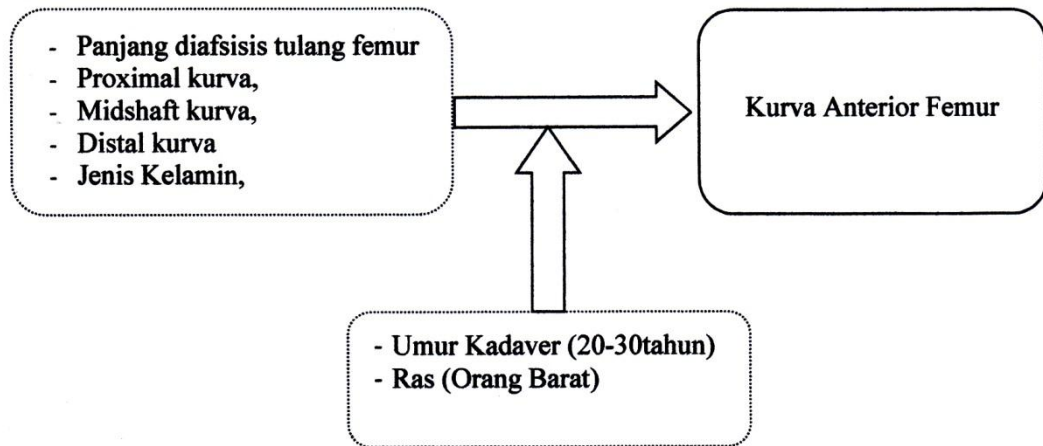 - Panjang diafsisis tulang femur
- Proximal kurva,
- Midshaft kurva,
- Distal kurva
- Jenis Kelamin,
Kurva Anterior Femur
- Umur Kadaver (20-30tahun)
- Ras (Orang Barat)